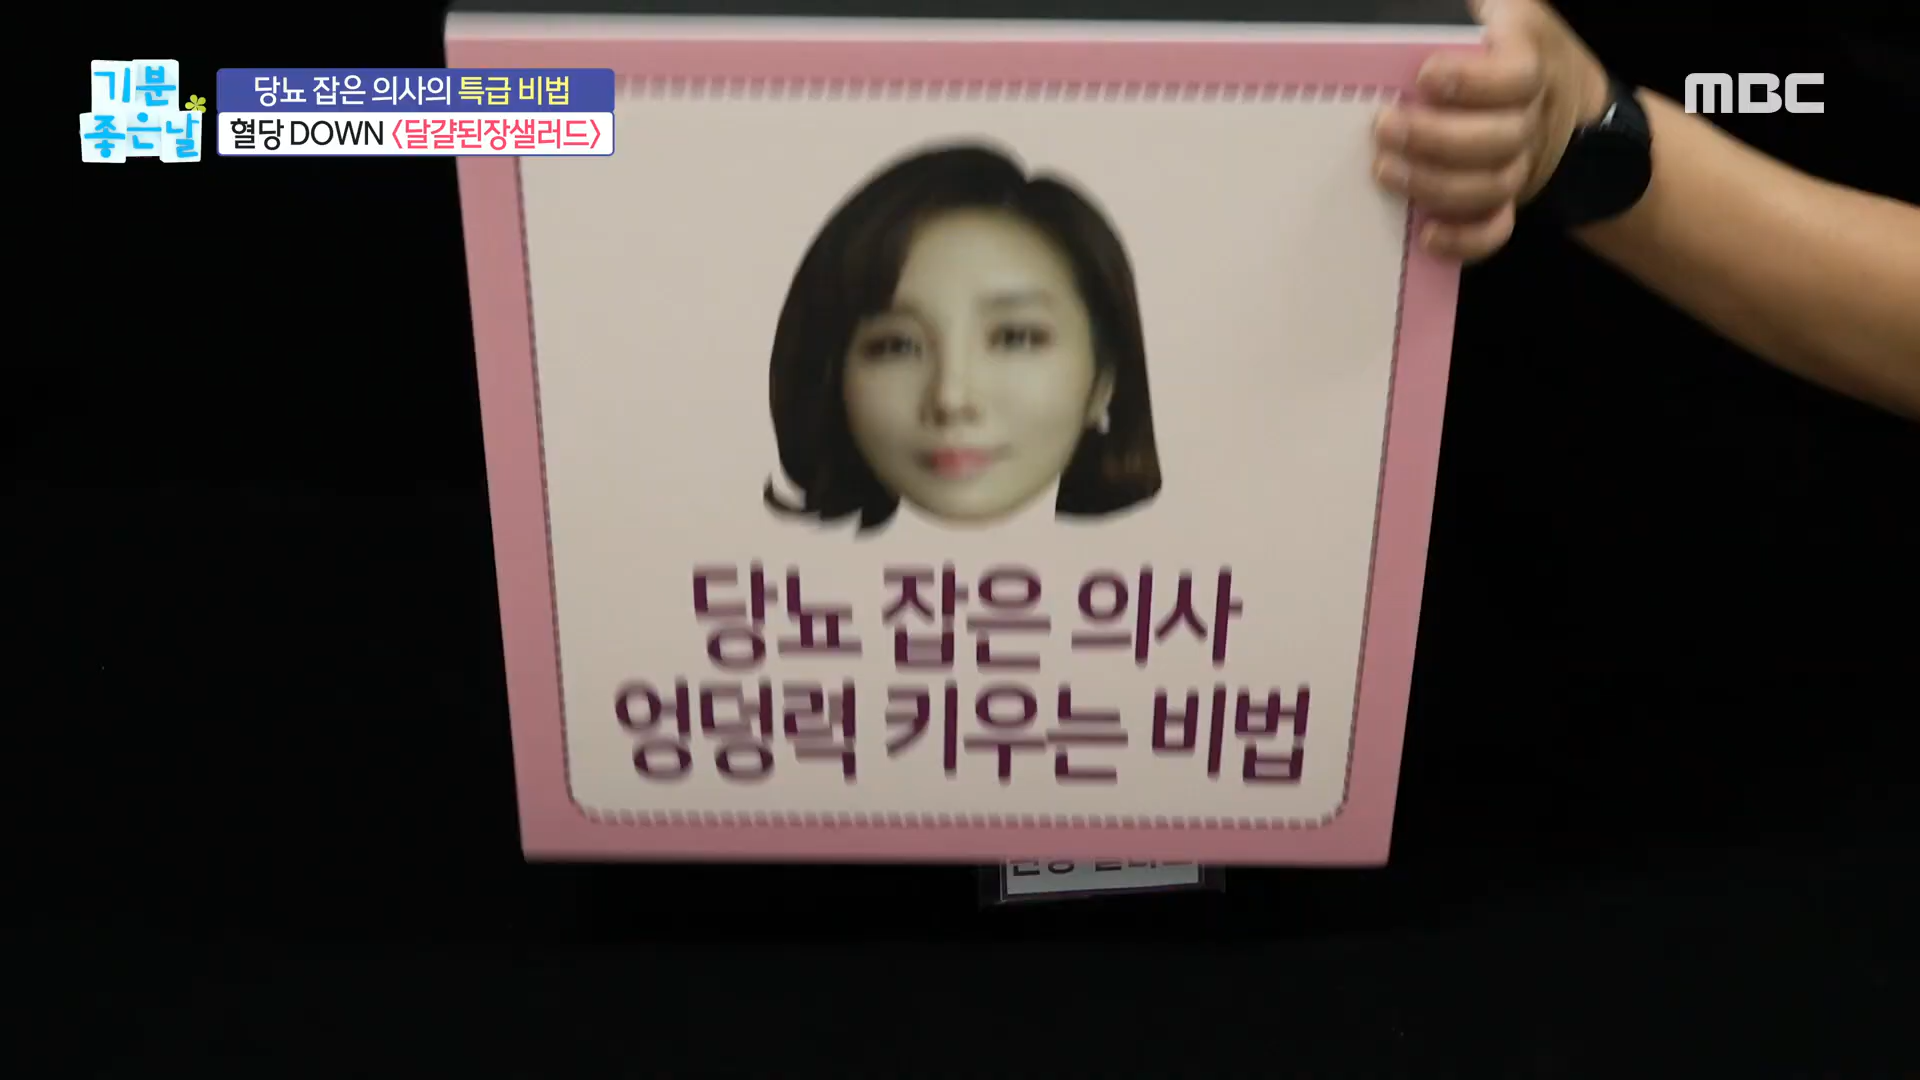 기분
좋은날
당뇨 잡은 의사의 특급 비법
혈당 DOWN <달걀된장샐러드>
MBC
당뇨 잡은 의사
엉덩력 키우는 비법